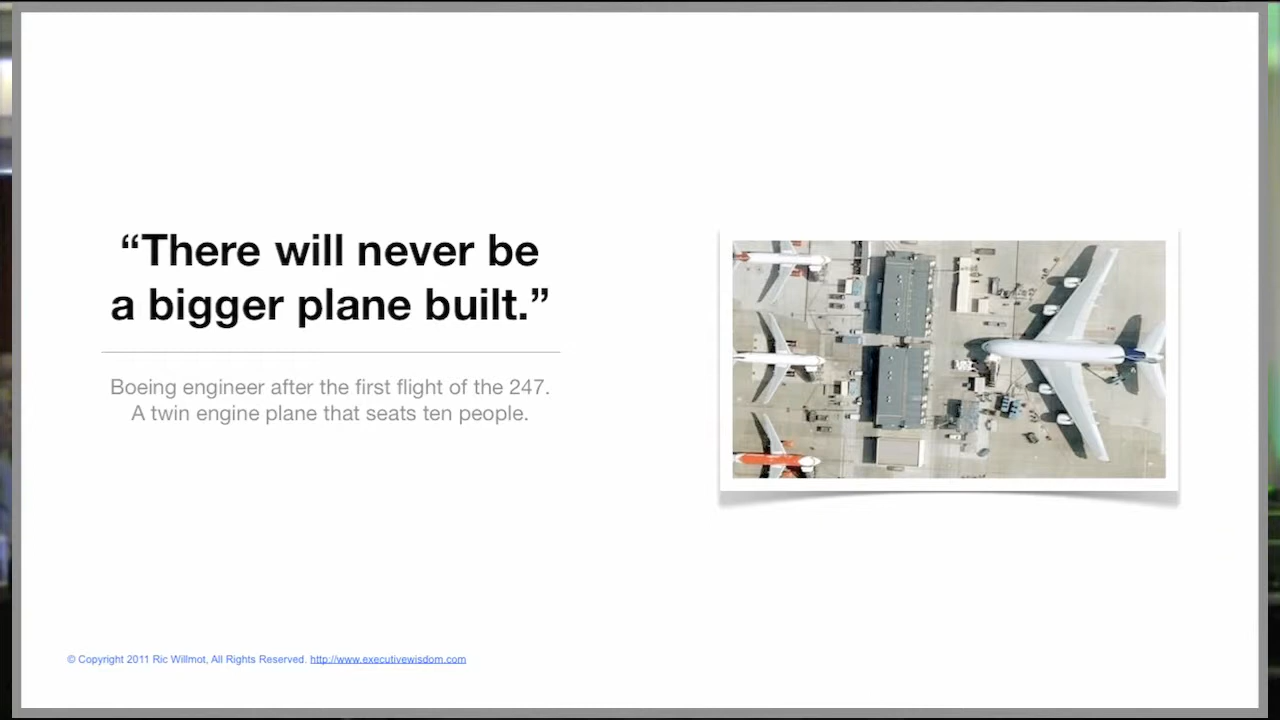 “There will never be
a bigger plane built.”
Boeing engineer after the first flight of the 247.
A twin engine plane that seats ten people.
© Copyright 2011 Ric Willmot, All Rights Reserved. http://www.executivewisdom.com